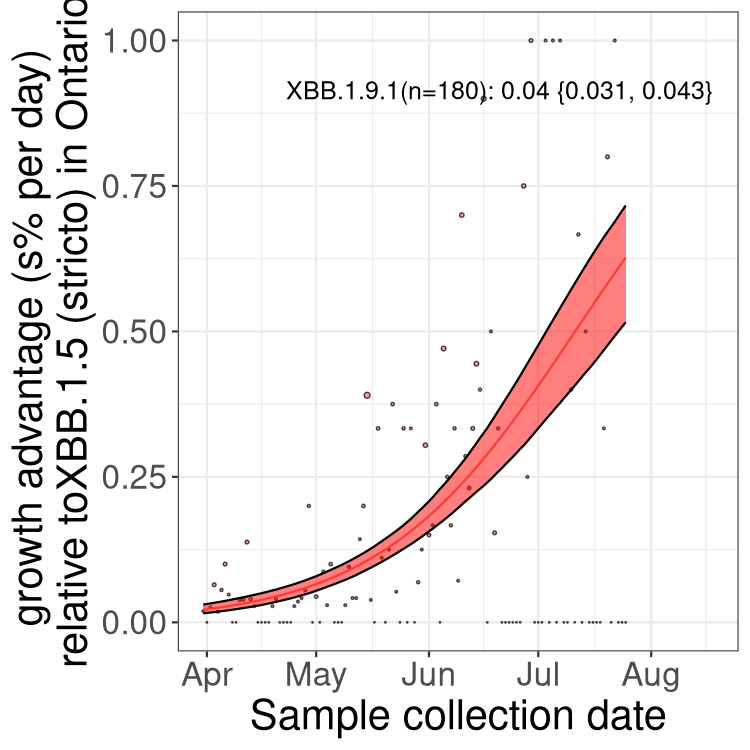 growth advantage (s% per day)
relative toXBB.1.5 (stricto) in Ontario
1.00
0.75
0.50
0.25
0.00
XBB.1.9.1(n=180): 0.04 {0.031, 0.043}
Apr May Jun Jul Aug
Sample collection date